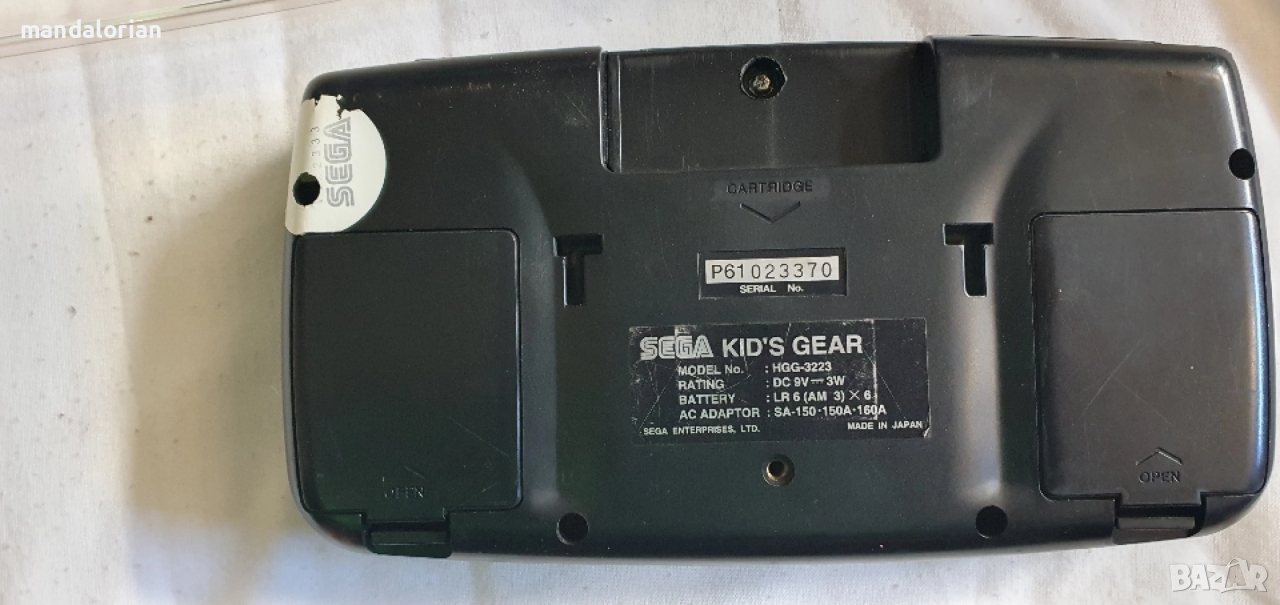 mandalorian
2333
SEGA
CARTRIDGE
P61023370
SERIAL No.
SEGA KID'S GEAR
MODEL No. : HGG-3223
RATING : DC 9V⎓3W
BATTERY : LR 6 (AM 3) × 6
AC ADAPTOR : SA-150·150A·160A
SEGA ENTERPRISES, LTD. MADE IN JAPAN
OPEN
OPEN
BAZAR